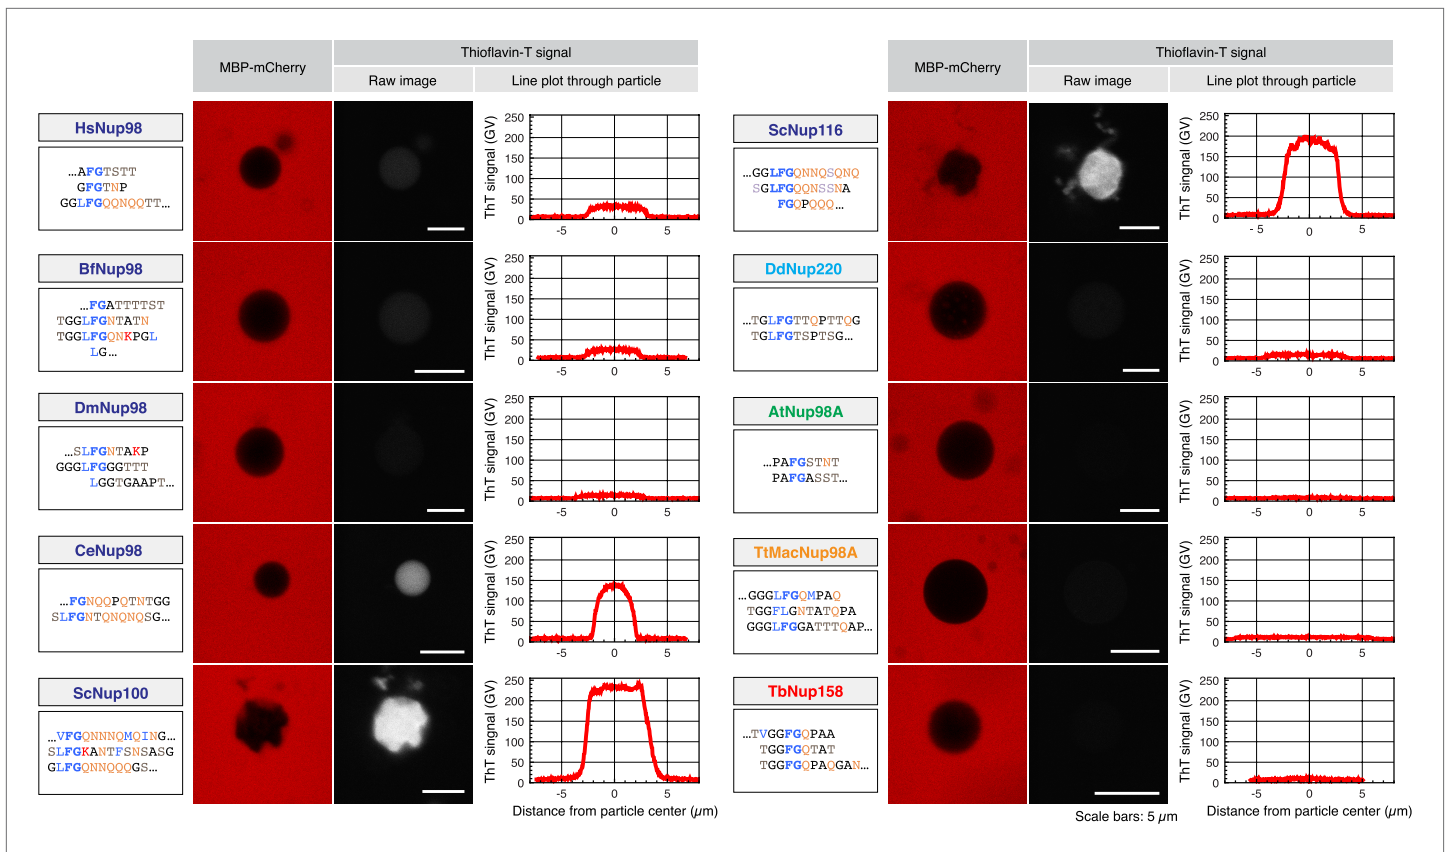 MBP-mCherry
Thioflavin-T signal
Raw image
Line plot through particle
MBP-mCherry
Thioflavin-T signal
Raw image
Line plot through particle
HsNup98
...AFGTSTT
GFGTNP
GGLFGQQNQQTT...
ThT singnal (GV)
250
200
150
100
50
0
-5
0
5
BfNup98
...FGATTTTST
TGGLFGNTATN
TGGLFGQNKPGL
LG...
ThT singnal (GV)
250
200
150
100
50
0
-5
0
5
DmNup98
...SLFGNTAKP
GGGLFGGGTTT
LGGTGAAPT...
ThT singnal (GV)
250
200
150
100
50
0
-5
0
5
CeNup98
...FGNQQPQTNTGG
SLFGNTQNQNQSG...
ThT singnal (GV)
250
200
150
100
50
0
-5
0
5
ScNup100
...VFGQNNNQMQING...
SLFGKANTFSNSASG
GLFGQNNQQQGS...
ThT singnal (GV)
250
200
150
100
50
0
-5
0
5
Distance from particle center (μm)
ScNup116
...GGLFGQNNQSQNQ
SGLFGQQNSSNA
FGQPQQQ...
ThT singnal (GV)
250
200
150
100
50
0
- 5
0
5
DdNup220
...TGLFGTTQPTTQG
TGLFGTSPTSG...
ThT singnal (GV)
250
200
150
100
50
0
-5
0
5
AtNup98A
...PAFGSTNT
PAFGASST...
ThT singnal (GV)
250
200
150
100
50
0
-5
0
5
TtMacNup98A
...GGGLFGQMPAQ
TGGFLGNTATQPA
GGGLFGGATTTQAP...
ThT singnal (GV)
250
200
150
100
50
0
-5
0
5
TbNup158
...TVGGFGQPAA
TGGFGQTAT
TGGFGQPAQGAN...
ThT singnal (GV)
250
200
150
100
50
0
-5
0
5
Scale bars: 5 μm
Distance from particle center (μm)